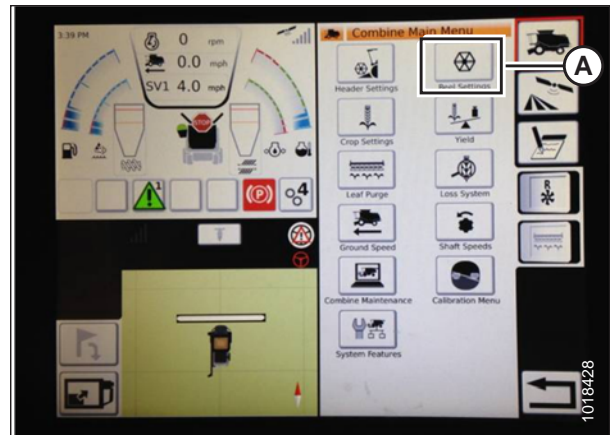 3:39 PM
0 rpm
0.0 mph
SV1 4.0 mph
STOP
1
(P)
4
Combine Main Menu
Header Settings
Reel Settings
A
Crop Settings
Yield
Leaf Purge
Loss System
Ground Speed
Shaft Speeds
Combine Maintenance
Calibration Menu
System Features
R
1018428